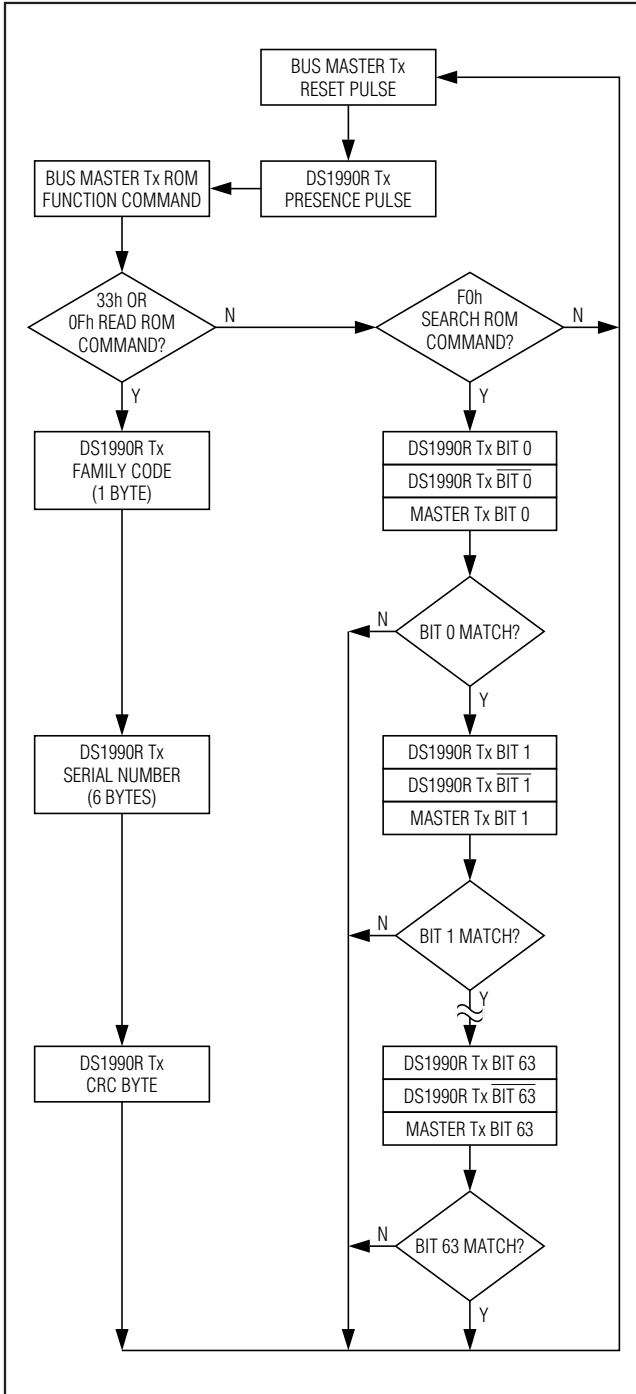 BUS MASTER Tx
RESET PULSE
DS1990R Tx
PRESENCE PULSE
BUS MASTER Tx ROM
FUNCTION COMMAND
33h OR
0Fh READ ROM
COMMAND?
N
Y
F0h
SEARCH ROM
COMMAND?
N
Y
DS1990R Tx
FAMILY CODE
(1 BYTE)
DS1990R Tx
SERIAL NUMBER
(6 BYTES)
DS1990R Tx
CRC BYTE
DS1990R Tx BIT 0
DS1990R Tx B̅I̅T̅ ̅0̅
MASTER Tx BIT 0
N
BIT 0 MATCH?
Y
DS1990R Tx BIT 1
DS1990R Tx B̅I̅T̅ ̅1̅
MASTER Tx BIT 1
N
BIT 1 MATCH?
Y
DS1990R Tx BIT 63
DS1990R Tx B̅I̅T̅ ̅6̅3̅
MASTER Tx BIT 63
N
BIT 63 MATCH?
Y